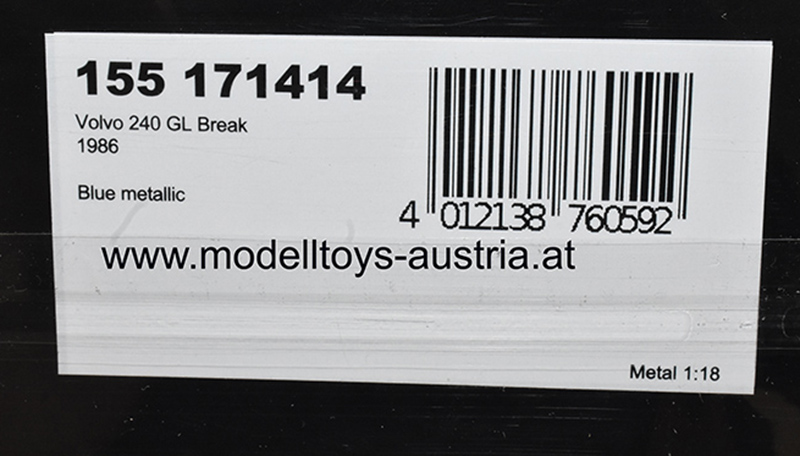 155 171414
Volvo 240 GL Break
1986
Blue metallic
4 012138 760592
www.modelltoys-austria.at
Metal 1:18